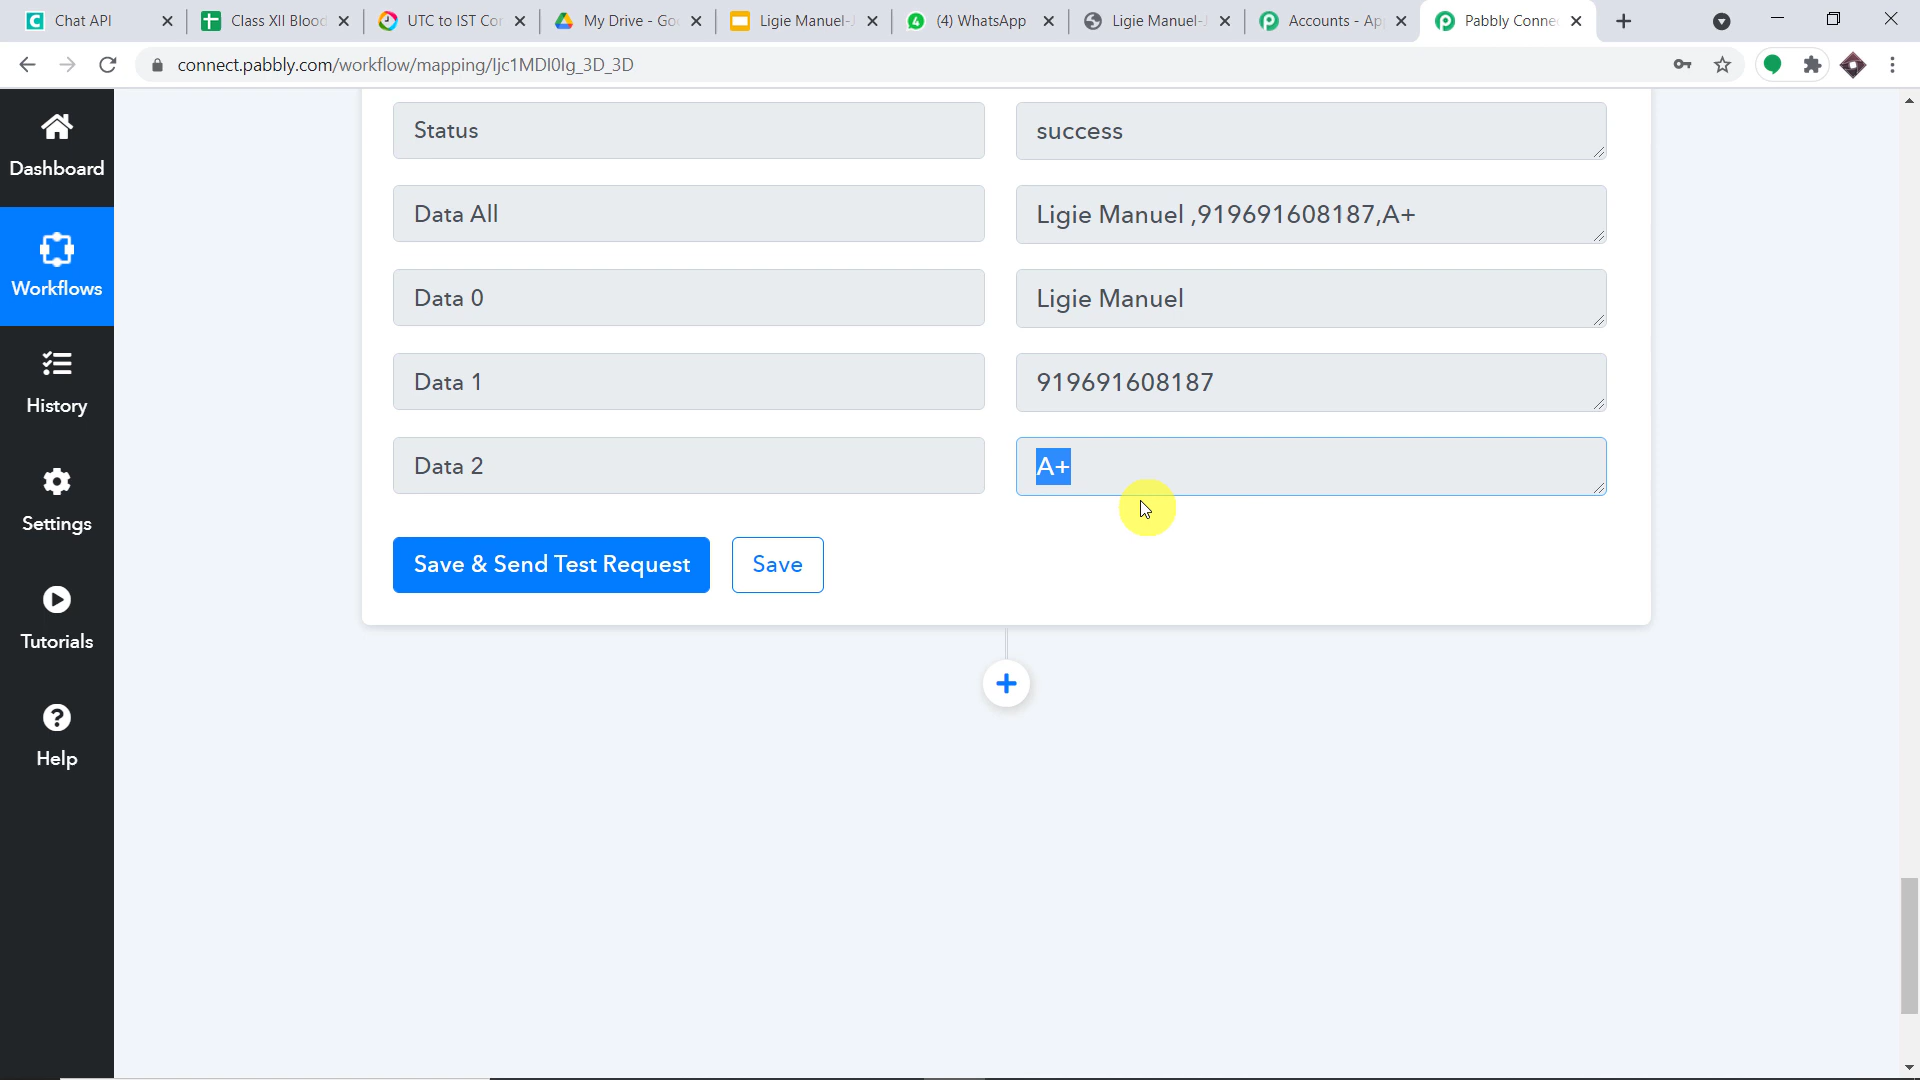 Chat API
Class XII Blood
UTC to IST Cor
My Drive - Goo
Ligie Manuel-J
(4) WhatsApp
Ligie Manuel-J
Accounts - Ap
Pabbly Conne
connect.pabbly.com/workflow/mapping/Ijc1MDI0Ig_3D_3D
Dashboard
Workflows
History
Settings
Tutorials
Help
Status
success
Data All
Ligie Manuel ,919691608187,A+
Data 0
Ligie Manuel
Data 1
919691608187
Data 2
A+
Save & Send Test Request
Save